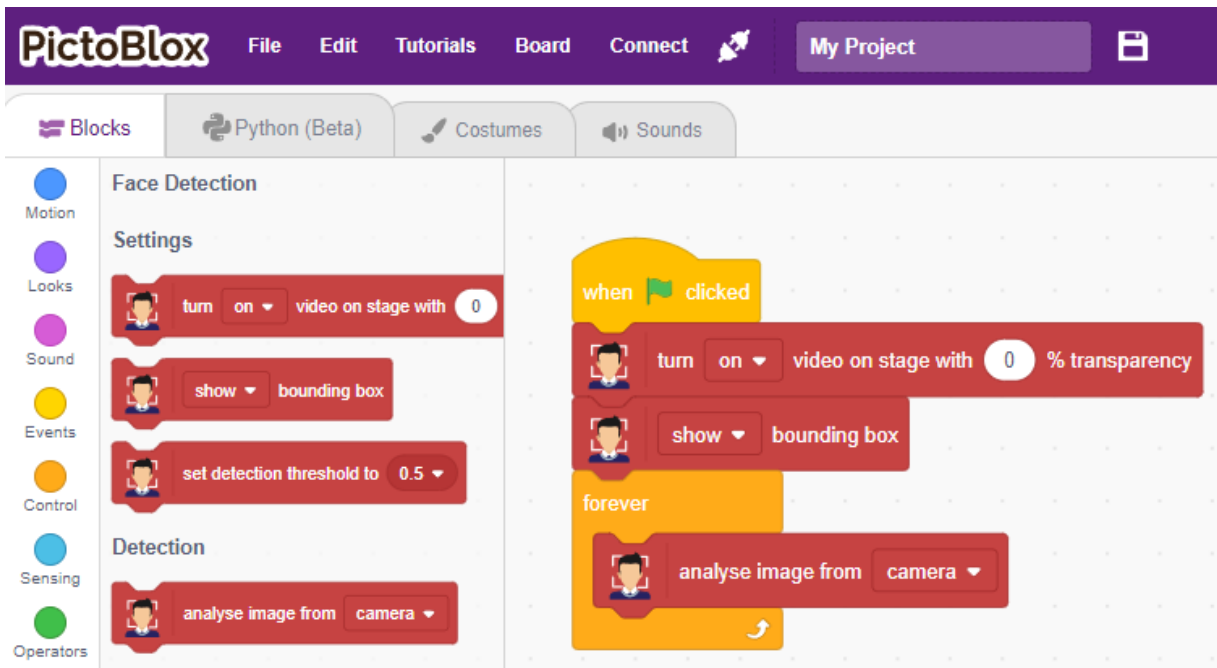 PictoBlox File Edit Tutorials Board Connect My Project
Blocks Python (Beta) Costumes Sounds
Motion
Looks
Sound
Events
Control
Sensing
Operators
Face Detection
Settings
turn on video on stage with 0
show bounding box
set detection threshold to 0.5
Detection
analyse image from camera
when clicked
turn on video on stage with 0 % transparency
show bounding box
forever
analyse image from camera